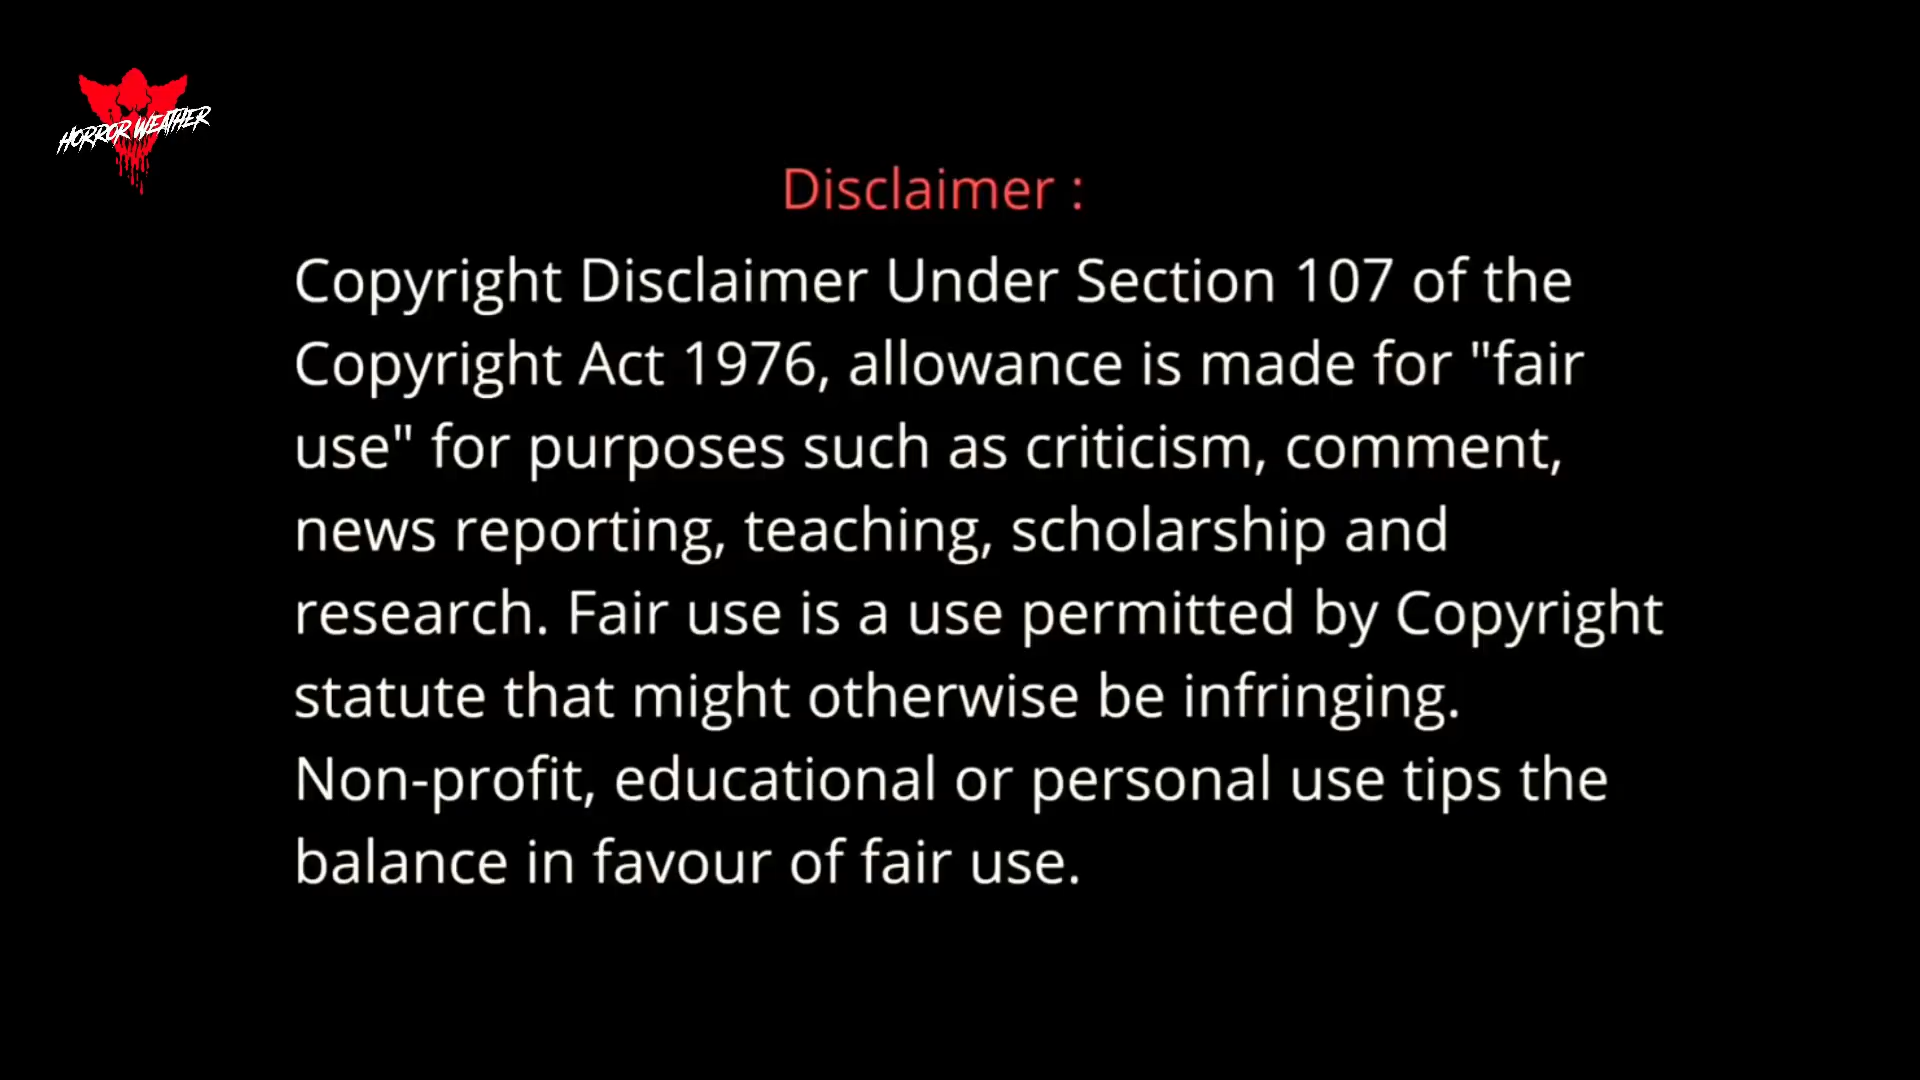 HORROR WEATHER
Disclaimer :
Copyright Disclaimer Under Section 107 of the
Copyright Act 1976, allowance is made for "fair
use" for purposes such as criticism, comment,
news reporting, teaching, scholarship and
research. Fair use is a use permitted by Copyright
statute that might otherwise be infringing.
Non-profit, educational or personal use tips the
balance in favour of fair use.